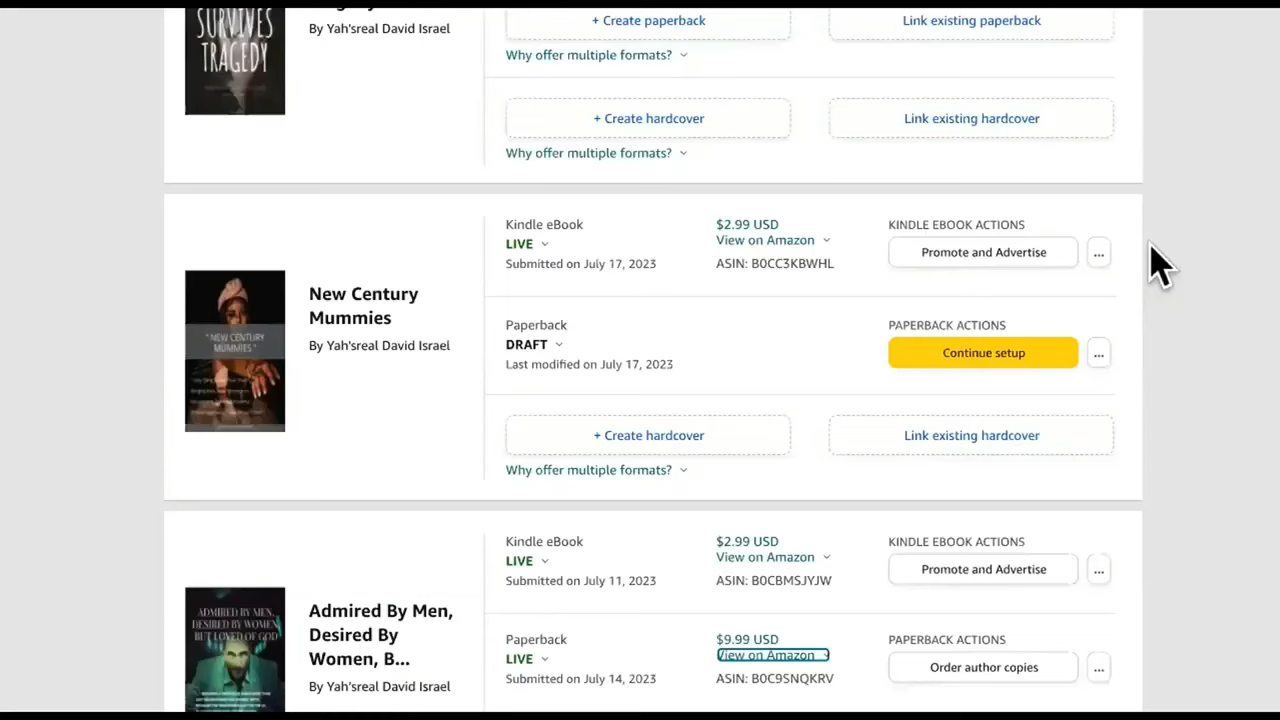 SURVIVES
TRAGEDY
By Yah'sreal David Israel
+ Create paperback
Link existing paperback
Why offer multiple formats?
+ Create hardcover
Link existing hardcover
Why offer multiple formats?
" NEW CENTURY
MUMMIES "
New Century
Mummies
By Yah'sreal David Israel
Kindle eBook
LIVE
Submitted on July 17, 2023
$2.99 USD
View on Amazon
ASIN: B0CC3KBWHL
KINDLE EBOOK ACTIONS
Promote and Advertise
...
Paperback
DRAFT
Last modified on July 17, 2023
PAPERBACK ACTIONS
Continue setup
...
+ Create hardcover
Link existing hardcover
Why offer multiple formats?
ADMIRED BY MEN,
DESIRED BY WOMEN,
BUT LOVED OF GOD
Admired By Men,
Desired By
Women, B...
By Yah'sreal David Israel
Kindle eBook
LIVE
Submitted on July 11, 2023
$2.99 USD
View on Amazon
ASIN: B0CBMSJYJW
KINDLE EBOOK ACTIONS
Promote and Advertise
...
Paperback
LIVE
Submitted on July 14, 2023
$9.99 USD
View on Amazon
ASIN: B0C9SNQKRV
PAPERBACK ACTIONS
Order author copies
...